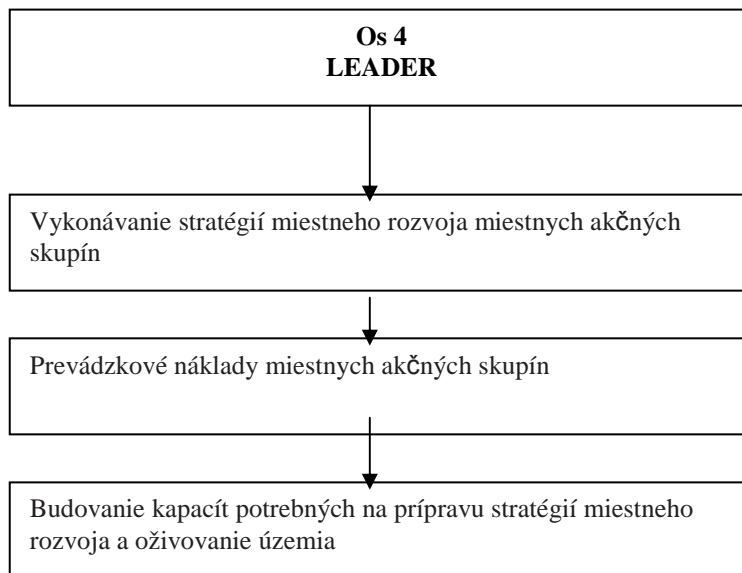 Os 4
LEADER
Vykonávanie stratégií miestneho rozvoja miestnych akčných
skupín
Prevádzkové náklady miestnych akčných skupín
Budovanie kapacít potrebných na prípravu stratégií miestneho
rozvoja a oživovanie územia